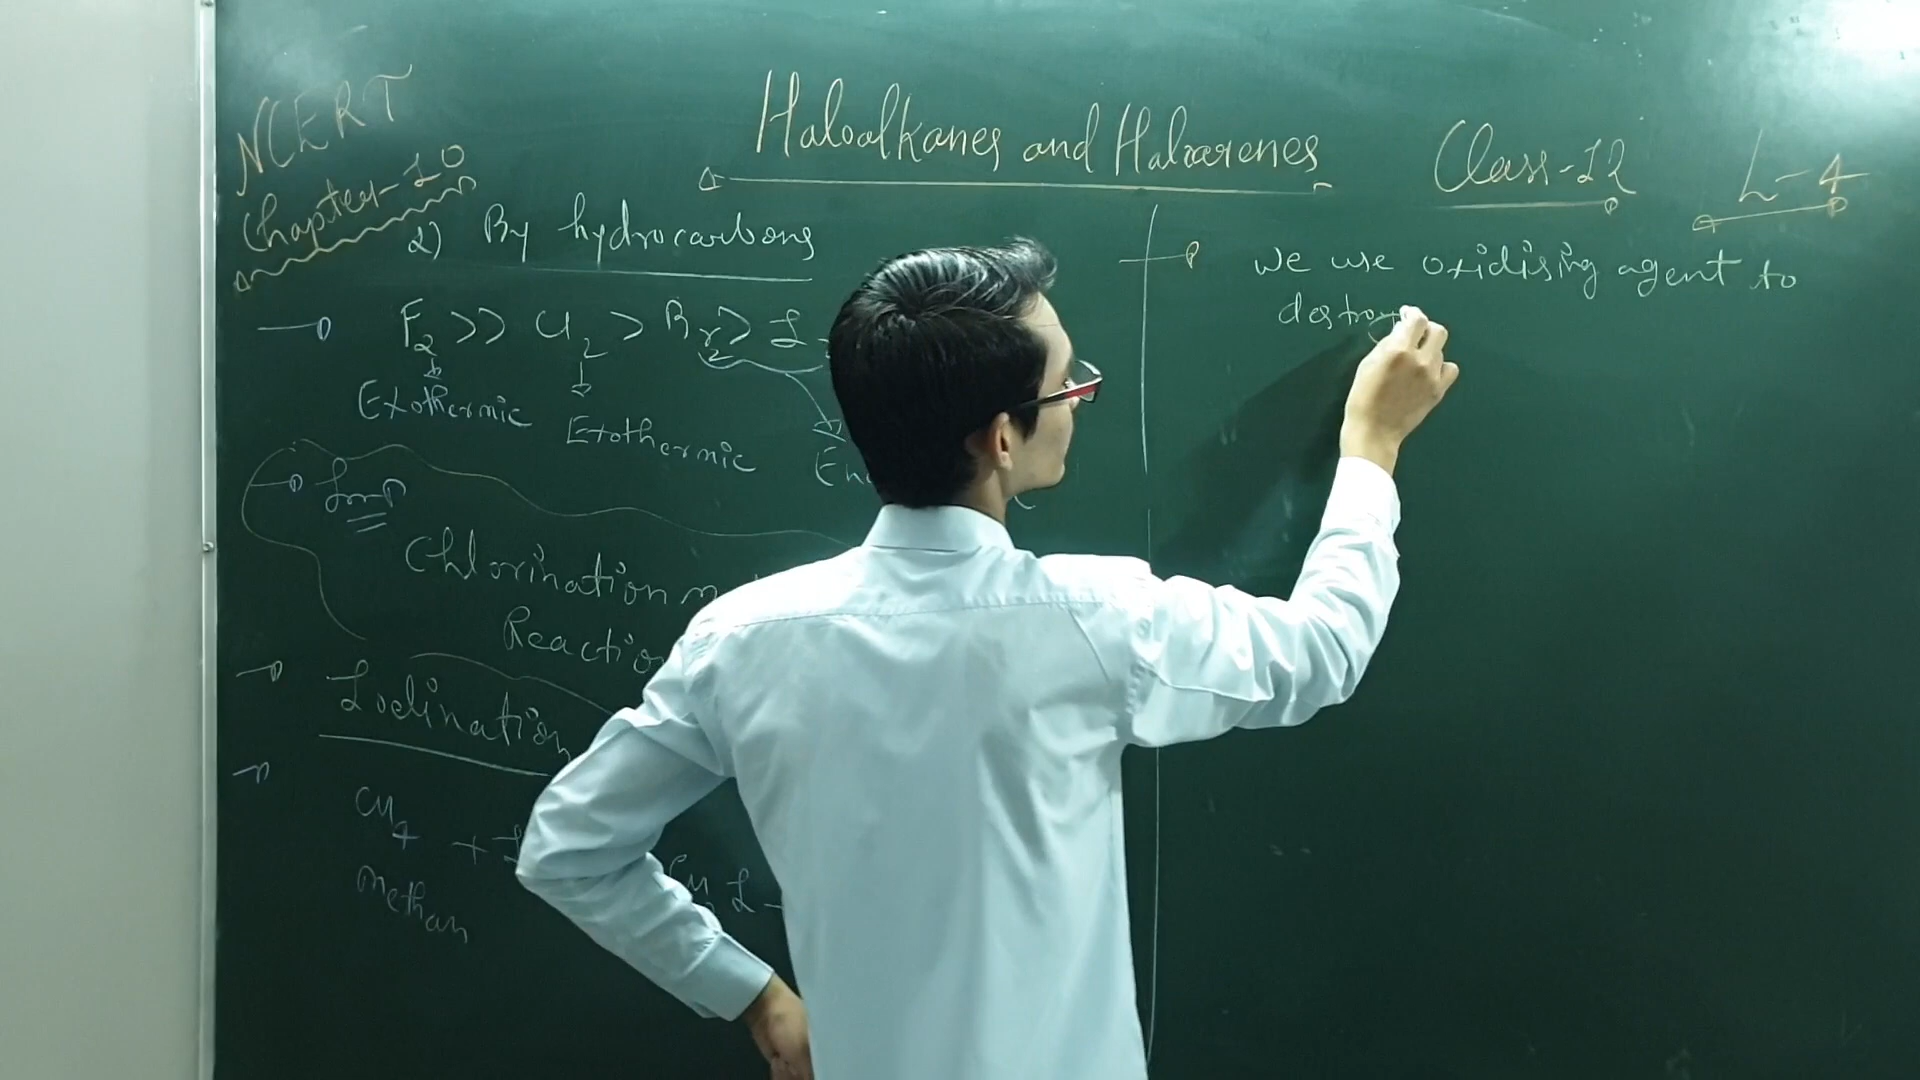 NCERT
Chapter-10
Haloalkanes and Haloarenes
Class-12
L-4
2) By hydrocarbons
F2 >> Cl2 > Br2 > I
Exothermic
Exothermic
Imp
Chlorination
Reactio
Iodination
CH4 +
Methan
we use oxidising agent to
destroy